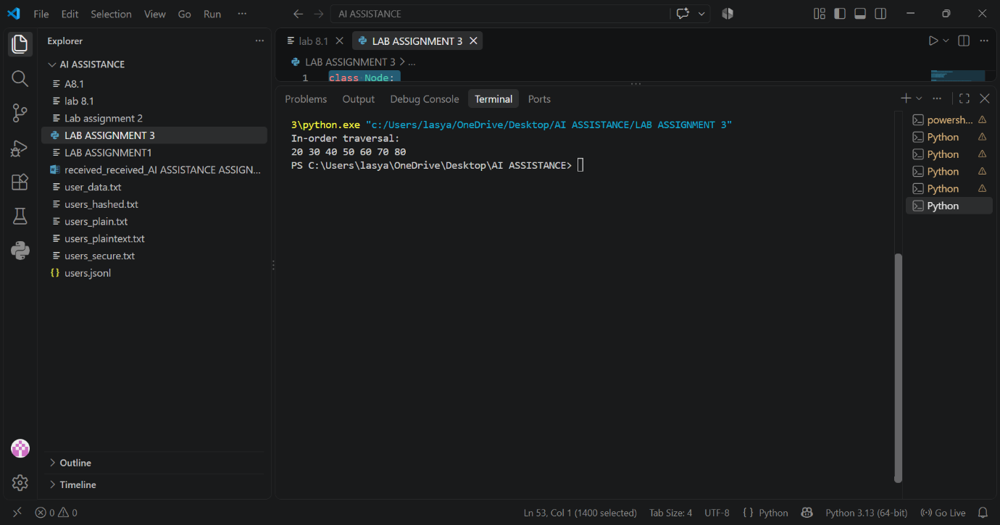 File Edit Selection View Go Run ···
AI ASSISTANCE
Explorer ···
AI ASSISTANCE
A8.1
lab 8.1
Lab assignment 2
LAB ASSIGNMENT 3
LAB ASSIGNMENT1
received_received_AI ASSISTANCE ASSIGN...
user_data.txt
users_hashed.txt
users_plain.txt
users_plaintext.txt
users_secure.txt
{} users.jsonl
Outline
Timeline
lab 8.1 LAB ASSIGNMENT 3
LAB ASSIGNMENT 3 > ...
1 class Node:
Problems Output Debug Console Terminal Ports
3\python.exe "c:/Users/lasya/OneDrive/Desktop/AI ASSISTANCE/LAB ASSIGNMENT 3"
In-order traversal:
20 30 40 50 60 70 80
PS C:\Users\lasya\OneDrive\Desktop\AI ASSISTANCE>
powersh...
Python
Python
Python
Python
Python
0 0 Ln 53, Col 1 (1400 selected) Tab Size: 4 UTF-8 {} Python Python 3.13 (64-bit) Go Live